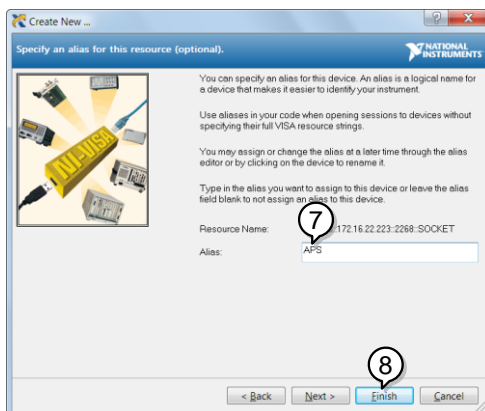 Create New ...
Specify an alias for this resource (optional).
NATIONAL
INSTRUMENTS
You can specify an alias for this device. An alias is a logical name for
a device that makes it easier to identify your instrument.
Use aliases in your code when opening sessions to devices without
specifying their full VISA resource strings.
You may assign or change the alias at a later time through the alias
editor or by clicking on the device to rename it.
Type in the alias you want to assign to this device or leave the alias
field blank to not assign an alias to this device.
NI-VISA
7
Resource Name: :172.16.22.223::2268::SOCKET
Alias: APS
8
< Back Next > Finish Cancel